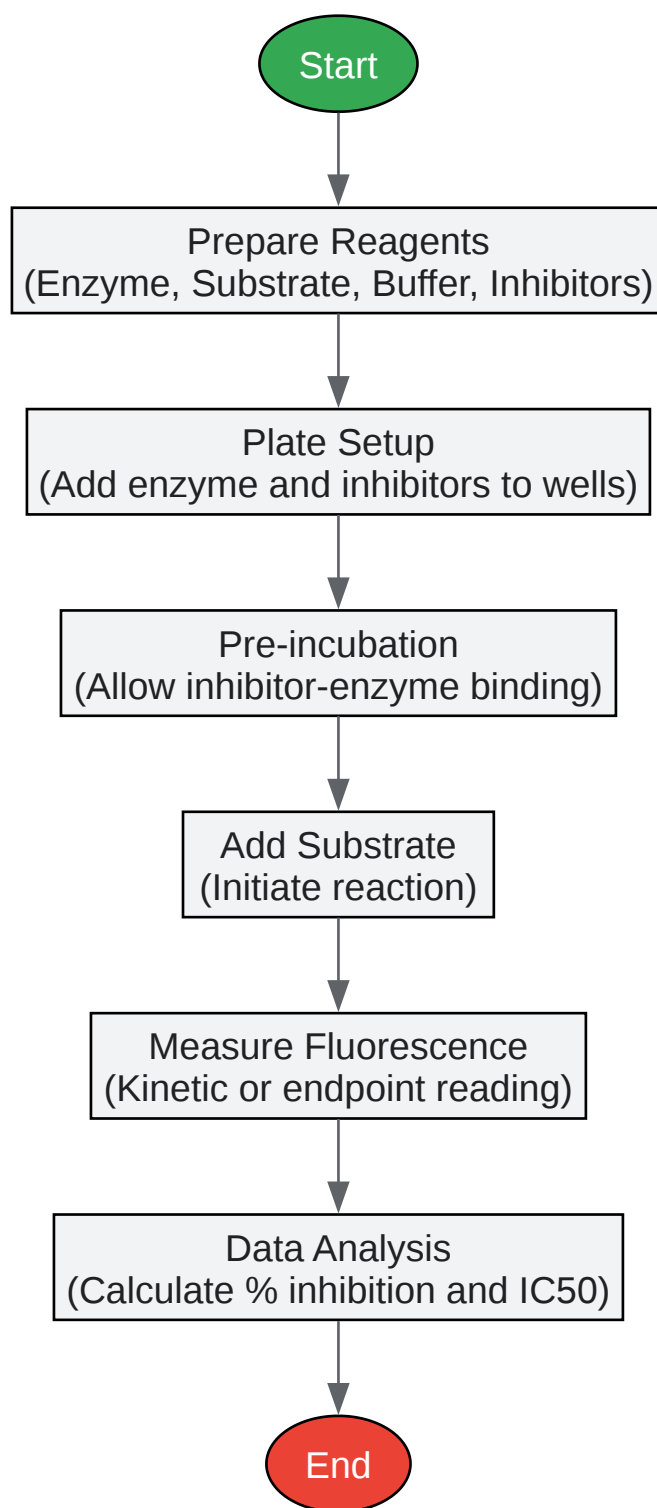 Start
Prepare Reagents
(Enzyme, Substrate, Buffer, Inhibitors)
Plate Setup
(Add enzyme and inhibitors to wells)
Pre-incubation
(Allow inhibitor-enzyme binding)
Add Substrate
(Initiate reaction)
Measure Fluorescence
(Kinetic or endpoint reading)
Data Analysis
(Calculate % inhibition and IC50)
End